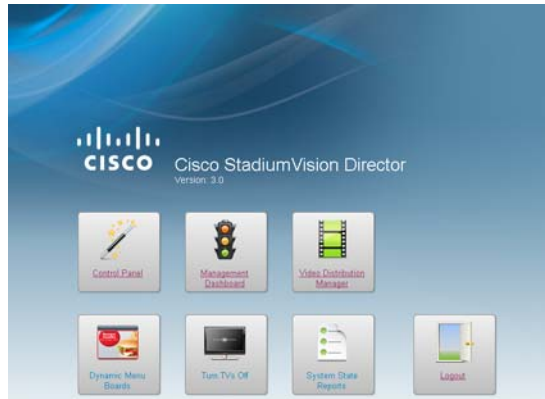 CISCO
Cisco StadiumVision Director
Version: 3.0
Control Panel
Management
Dashboard
Video Distribution
Manager
Dynamic Menu
Boards
Turn TVs Off
System State
Reports
Logout